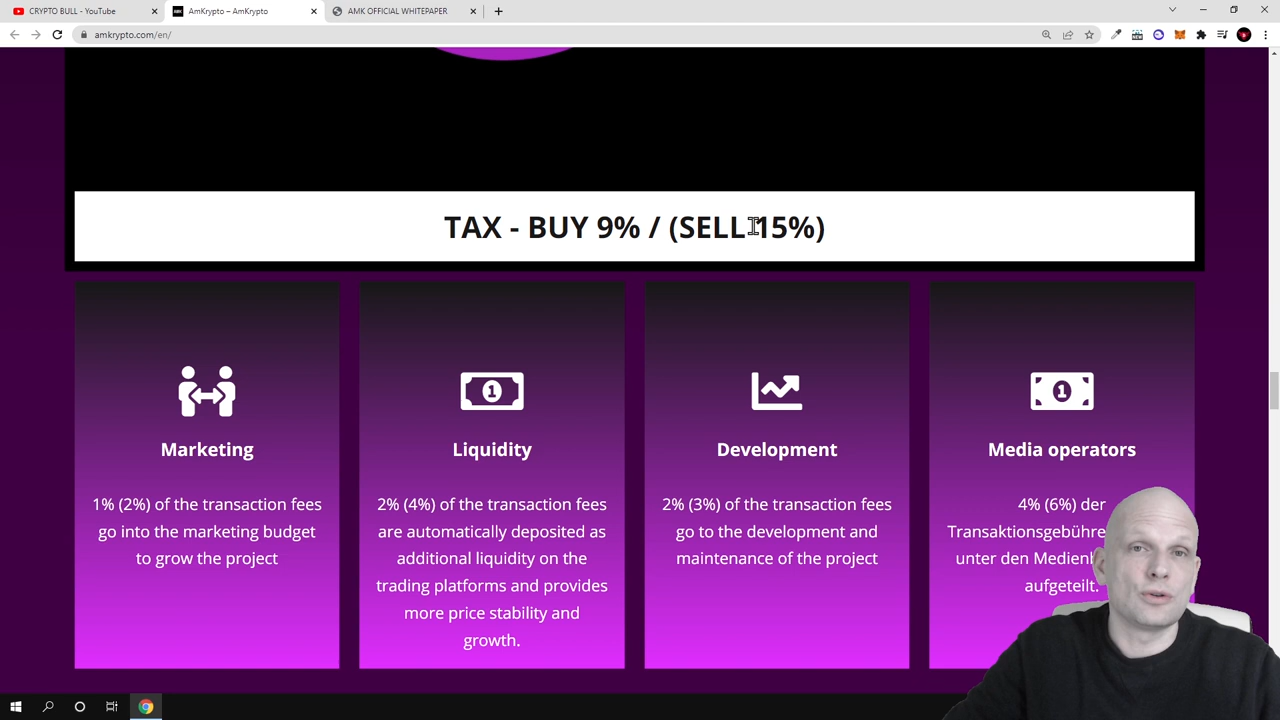 CRYPTO BULL - YouTube
AmKrypto – AmKrypto
AMK OFFICIAL WHITEPAPER
amkrypto.com/en/
TAX - BUY 9% / (SELL 15%)
Marketing
1% (2%) of the transaction fees
go into the marketing budget
to grow the project
Liquidity
2% (4%) of the transaction fees
are automatically deposited as
additional liquidity on the
trading platforms and provides
more price stability and
growth.
Development
2% (3%) of the transaction fees
go to the development and
maintenance of the project
Media operators
4% (6%) der
unter den
aufgeteilt.